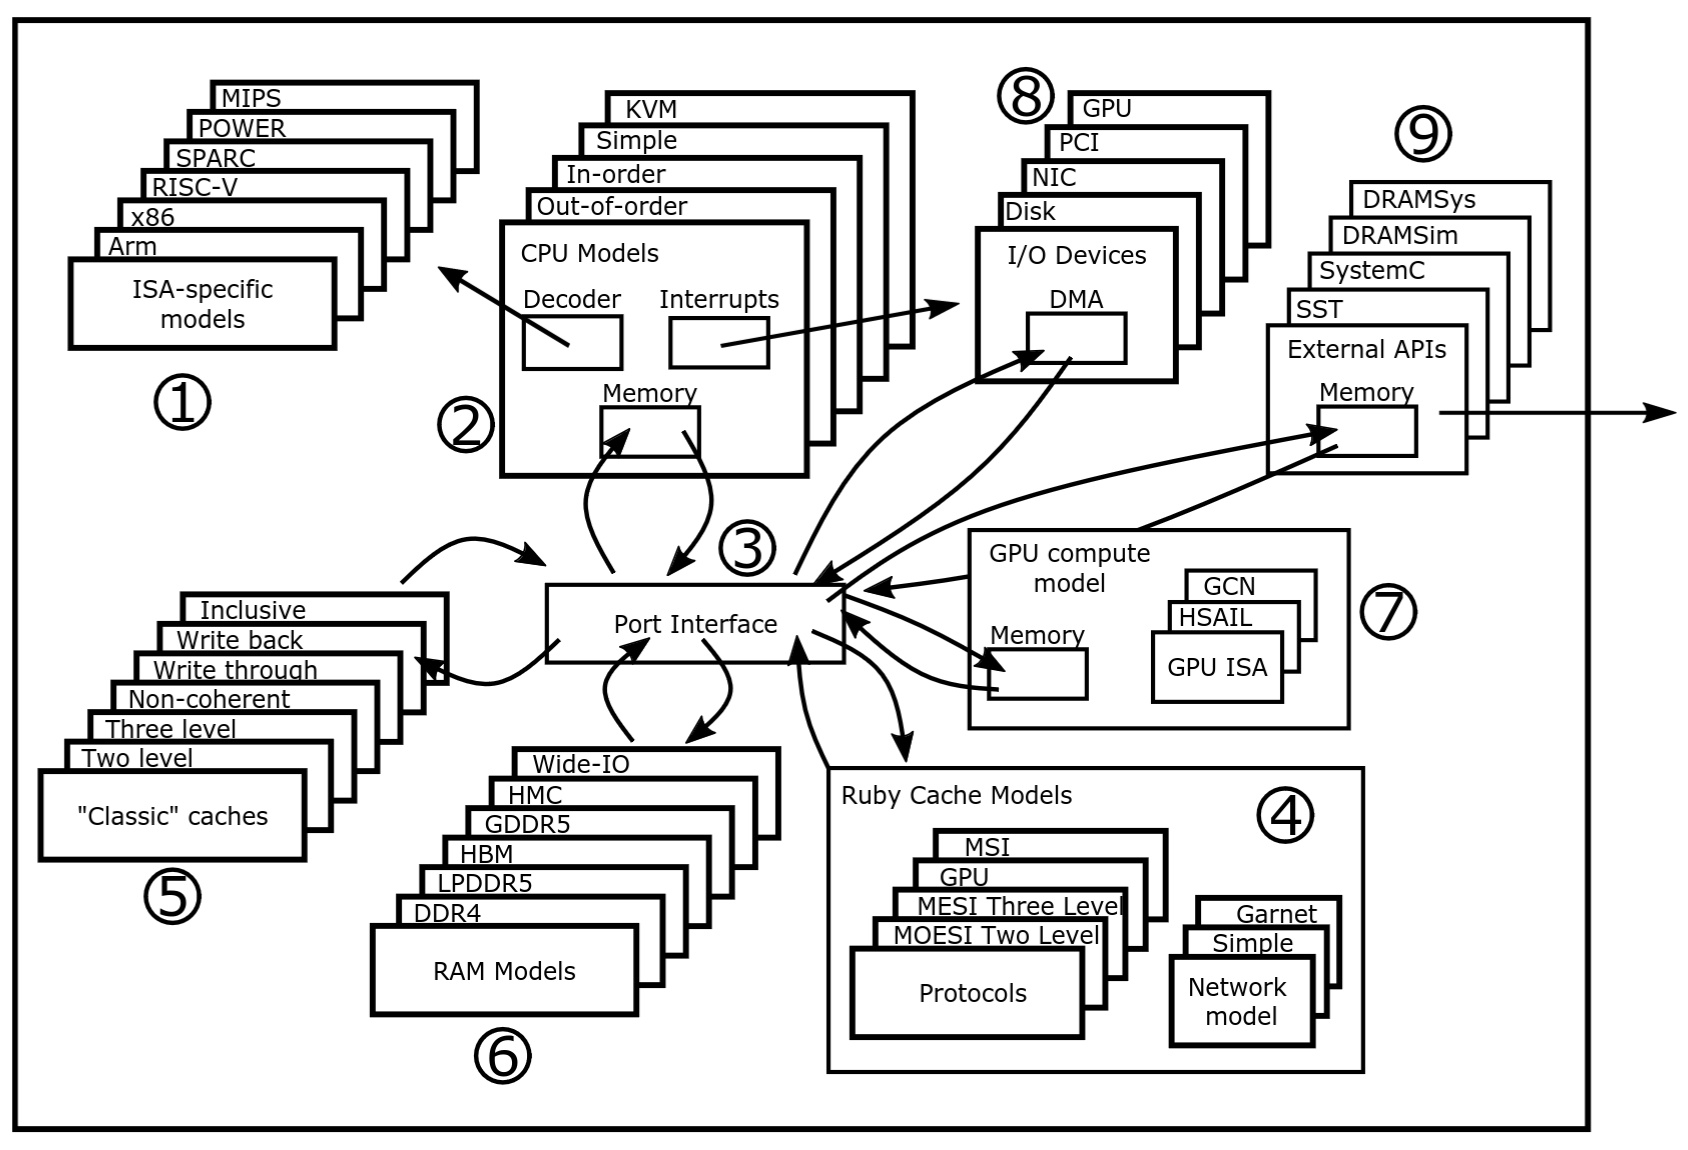 MIPS
POWER
SPARC
RISC-V
x86
Arm
ISA-specific
models
①
KVM
Simple
In-order
Out-of-order
CPU Models
Decoder
Interrupts
Memory
②
③
Port Interface
⑧
GPU
PCI
NIC
Disk
I/O Devices
DMA
⑨
DRAMSys
DRAMSim
SystemC
SST
External APIs
Memory
GPU compute
model
Memory
GCN
HSAIL
GPU ISA
⑦
Inclusive
Write back
Write through
Non-coherent
Three level
Two level
"Classic" caches
⑤
Wide-IO
HMC
GDDR5
HBM
LPDDR5
DDR4
RAM Models
⑥
Ruby Cache Models
④
MSI
GPU
MESI Three Level
MOESI Two Level
Protocols
Garnet
Simple
Network
model